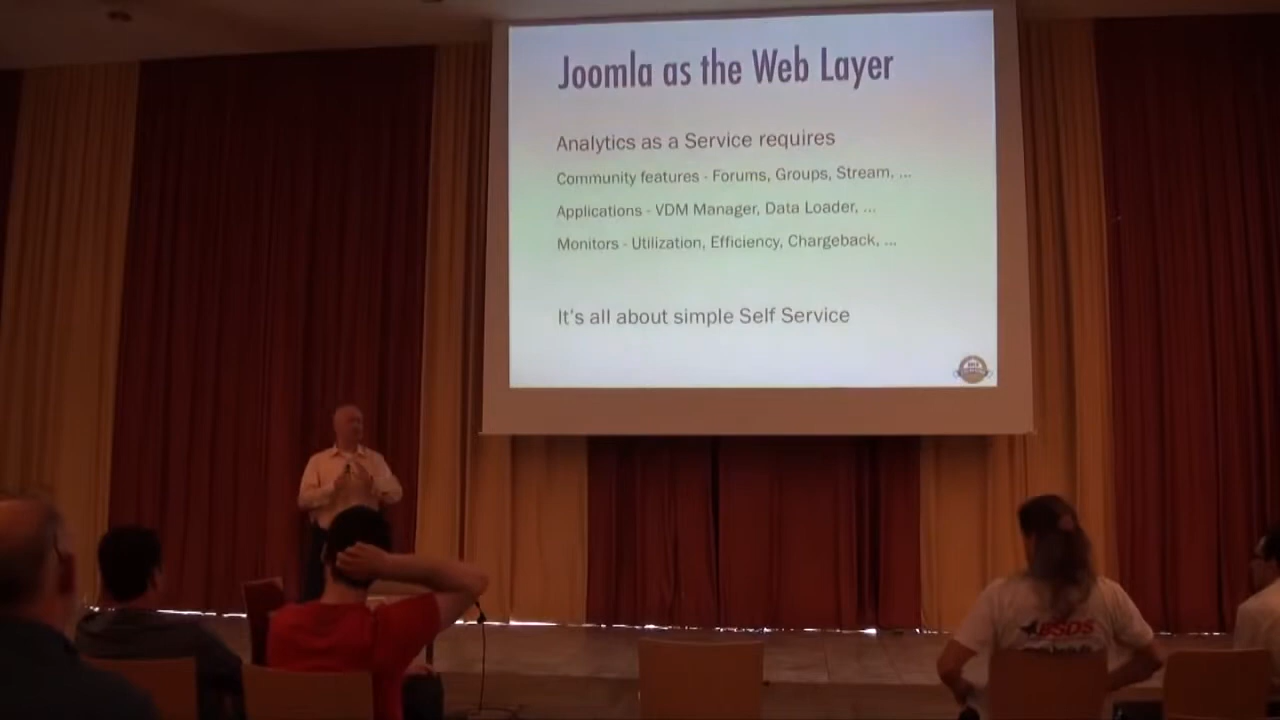 Joomla as the Web Layer
Analytics as a Service requires
Community features - Forums, Groups, Stream, ...
Applications - VDM Manager, Data Loader, ...
Monitors - Utilization, Efficiency, Chargeback, ...
It's all about simple Self Service
BSDS